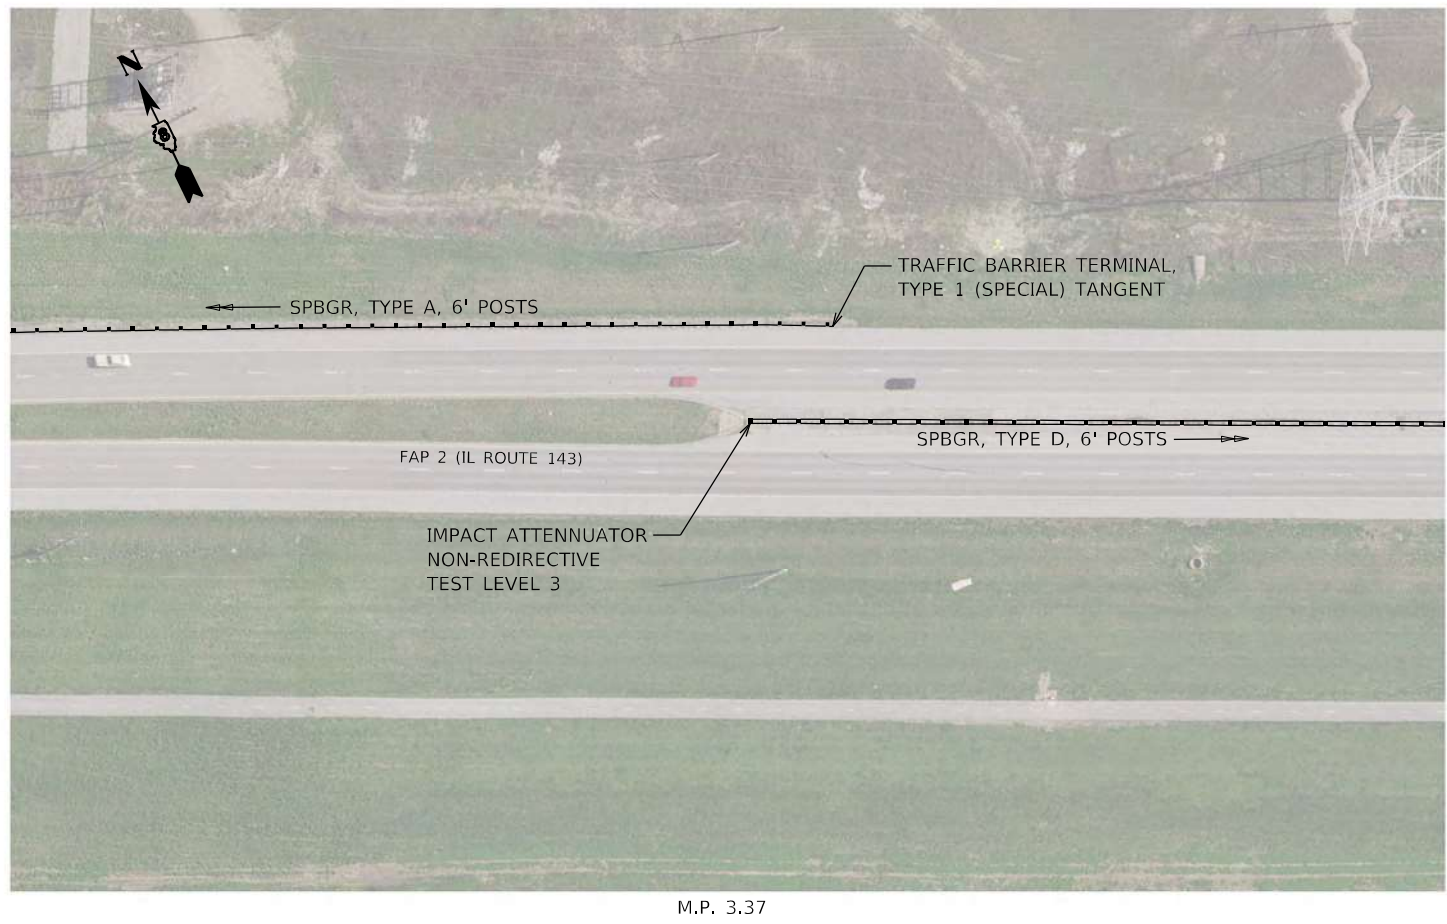 N
8
TRAFFIC BARRIER TERMINAL,
TYPE 1 (SPECIAL) TANGENT
SPBGR, TYPE A, 6' POSTS
SPBGR, TYPE D, 6' POSTS
FAP 2 (IL ROUTE 143)
IMPACT ATTENNUATOR
NON-REDIRECTIVE
TEST LEVEL 3
M.P. 3.37